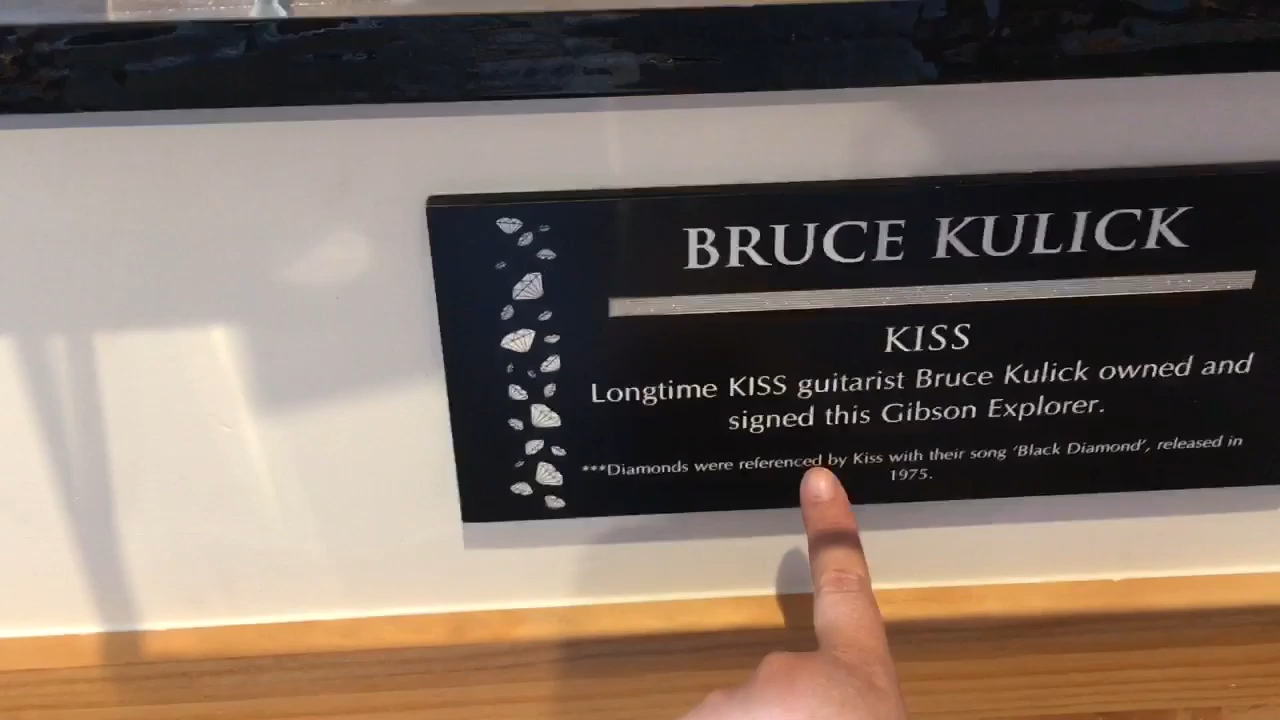 BRUCE KULICK
KISS
Longtime KISS guitarist Bruce Kulick owned and
signed this Gibson Explorer.
***Diamonds were referenced by Kiss with their song 'Black Diamond', released in
1975.